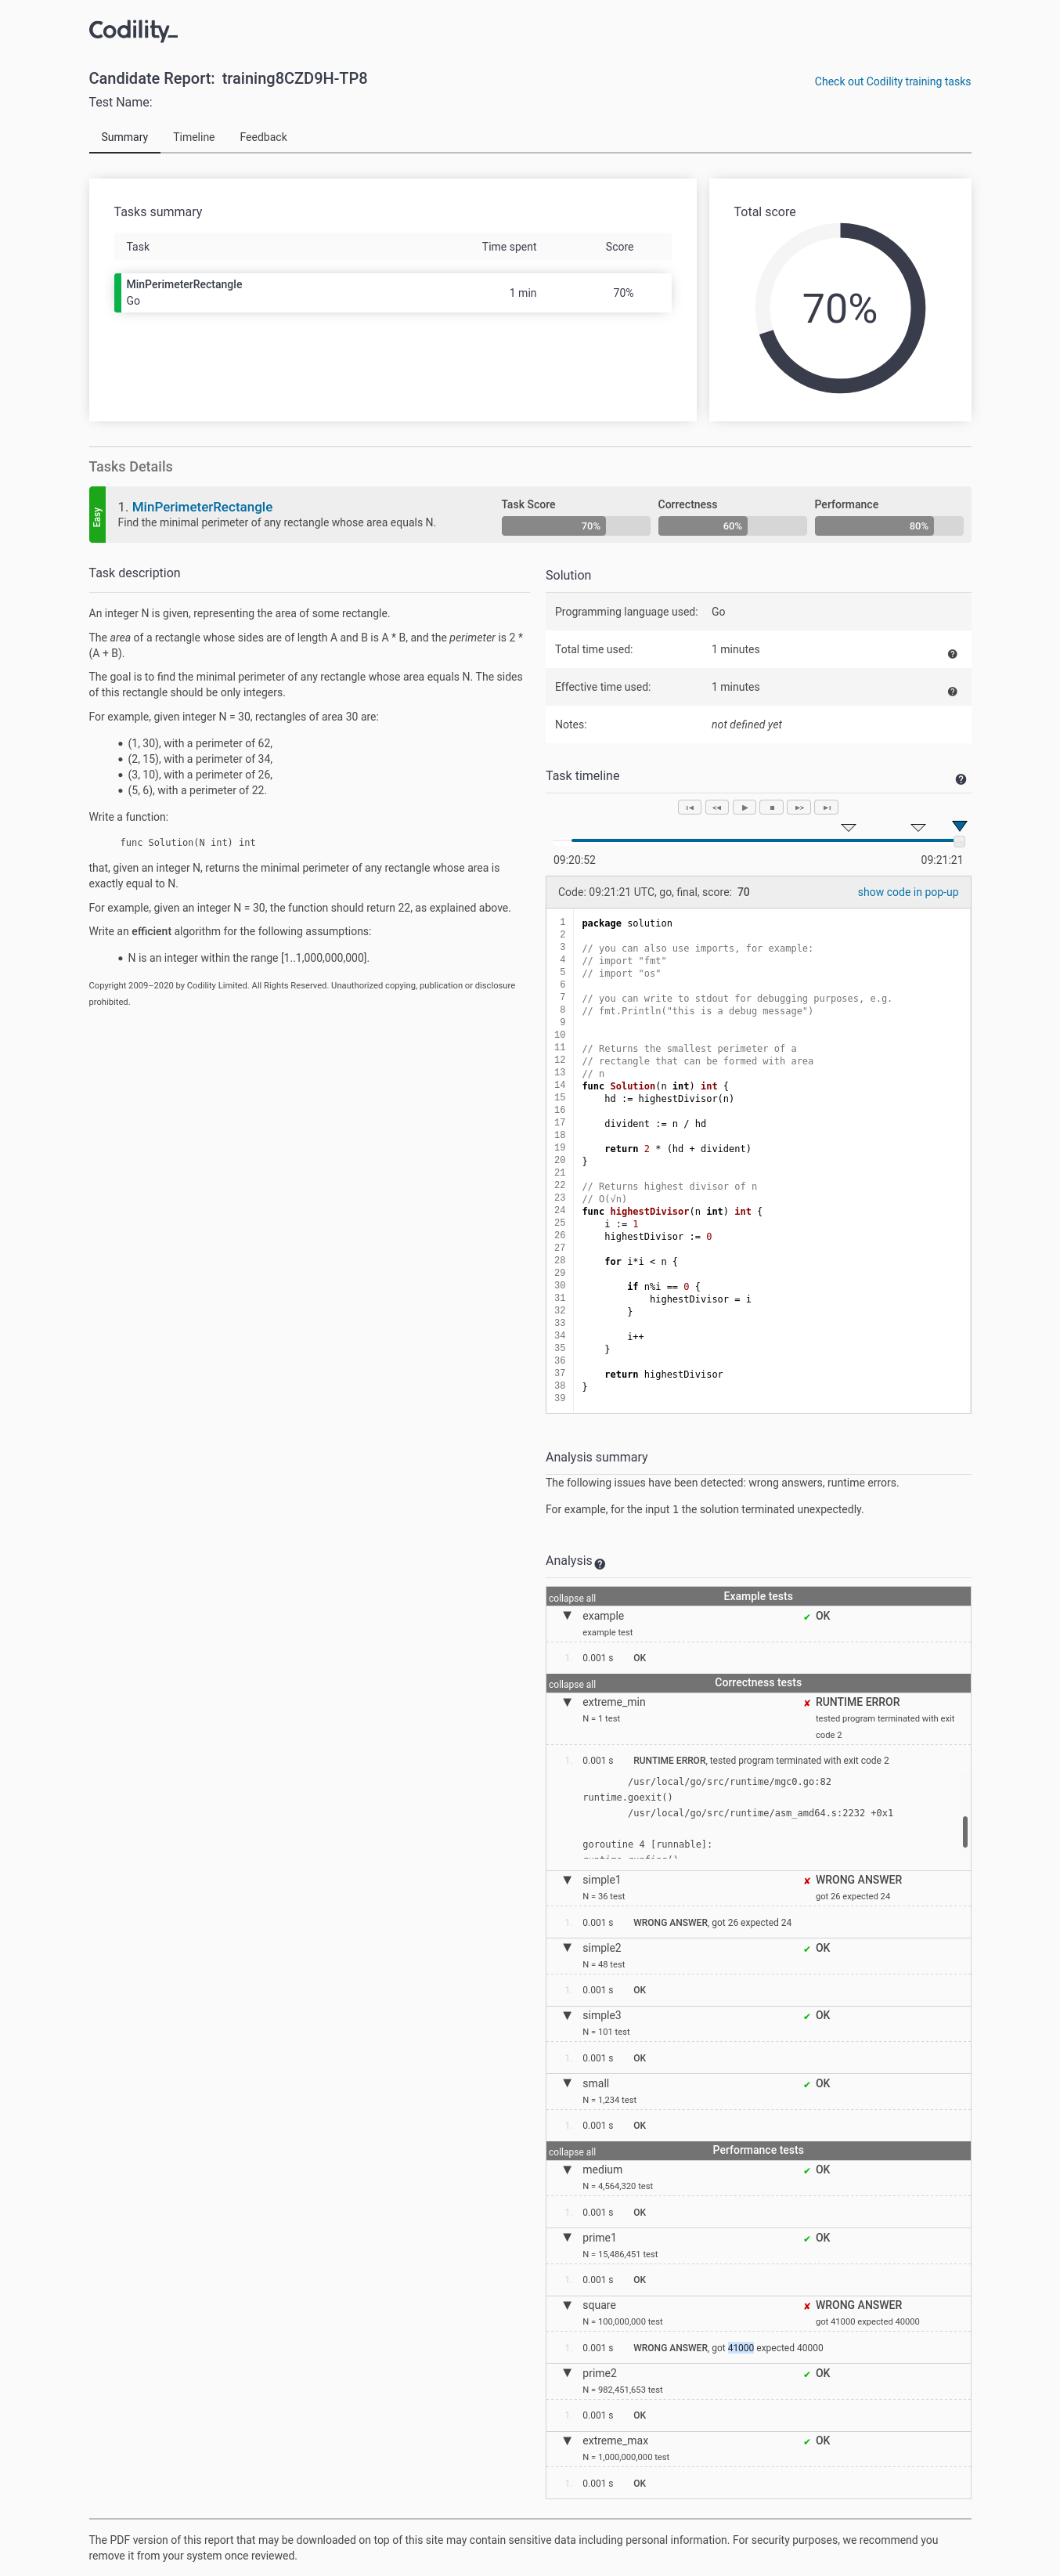 Codility_
Candidate Report: training8CZD9H-TP8
Check out Codility training tasks
Test Name:
Summary Timeline Feedback
Tasks summary
Task Time spent Score
MinPerimeterRectangle
Go
1 min 70%
Total score
70%
Tasks Details
Easy
1. MinPerimeterRectangle
Find the minimal perimeter of any rectangle whose area equals N.
Task Score
70%
Correctness
60%
Performance
80%
Task description
An integer N is given, representing the area of some rectangle.
The area of a rectangle whose sides are of length A and B is A * B, and the perimeter is 2 *
(A + B).
The goal is to find the minimal perimeter of any rectangle whose area equals N. The sides
of this rectangle should be only integers.
For example, given integer N = 30, rectangles of area 30 are:
• (1, 30), with a perimeter of 62,
• (2, 15), with a perimeter of 34,
• (3, 10), with a perimeter of 26,
• (5, 6), with a perimeter of 22.
Write a function:
func Solution(N int) int
that, given an integer N, returns the minimal perimeter of any rectangle whose area is
exactly equal to N.
For example, given an integer N = 30, the function should return 22, as explained above.
Write an efficient algorithm for the following assumptions:
• N is an integer within the range [1..1,000,000,000].
Copyright 2009–2020 by Codility Limited. All Rights Reserved. Unauthorized copying, publication or disclosure
prohibited.
Solution
Programming language used: Go
Total time used: 1 minutes
Effective time used: 1 minutes
Notes: not defined yet
Task timeline
09:20:52 09:21:21
Code: 09:21:21 UTC, go, final, score: 70
show code in pop-up
1 package solution
2
3 // you can also use imports, for example:
4 // import "fmt"
5 // import "os"
6
7 // you can write to stdout for debugging purposes, e.g.
8 // fmt.Println("this is a debug message")
9
10
11 // Returns the smallest perimeter of a
12 // rectangle that can be formed with area
13 // n
14 func Solution(n int) int {
15 hd := highestDivisor(n)
16
17 divident := n / hd
18
19 return 2 * (hd + divident)
20 }
21
22 // Returns highest divisor of n
23 // O(√n)
24 func highestDivisor(n int) int {
25 i := 1
26 highestDivisor := 0
27
28 for i*i < n {
29
30 if n%i == 0 {
31 highestDivisor = i
32 }
33
34 i++
35 }
36
37 return highestDivisor
38 }
39
Analysis summary
The following issues have been detected: wrong answers, runtime errors.
For example, for the input 1 the solution terminated unexpectedly.
Analysis
collapse all Example tests
▼ example ✔ OK
example test
1. 0.001 s OK
collapse all Correctness tests
▼ extreme_min ✘ RUNTIME ERROR
N = 1 test tested program terminated with exit
code 2
1. 0.001 s RUNTIME ERROR, tested program terminated with exit code 2
/usr/local/go/src/runtime/mgc0.go:82
runtime.goexit()
/usr/local/go/src/runtime/asm_amd64.s:2232 +0x1
goroutine 4 [runnable]:
▼ simple1 ✘ WRONG ANSWER
N = 36 test got 26 expected 24
1. 0.001 s WRONG ANSWER, got 26 expected 24
▼ simple2 ✔ OK
N = 48 test
1. 0.001 s OK
▼ simple3 ✔ OK
N = 101 test
1. 0.001 s OK
▼ small ✔ OK
N = 1,234 test
1. 0.001 s OK
collapse all Performance tests
▼ medium ✔ OK
N = 4,564,320 test
1. 0.001 s OK
▼ prime1 ✔ OK
N = 15,486,451 test
1. 0.001 s OK
▼ square ✘ WRONG ANSWER
N = 100,000,000 test got 41000 expected 40000
1. 0.001 s WRONG ANSWER, got 41000 expected 40000
▼ prime2 ✔ OK
N = 982,451,653 test
1. 0.001 s OK
▼ extreme_max ✔ OK
N = 1,000,000,000 test
1. 0.001 s OK
The PDF version of this report that may be downloaded on top of this site may contain sensitive data including personal information. For security purposes, we recommend you
remove it from your system once reviewed.